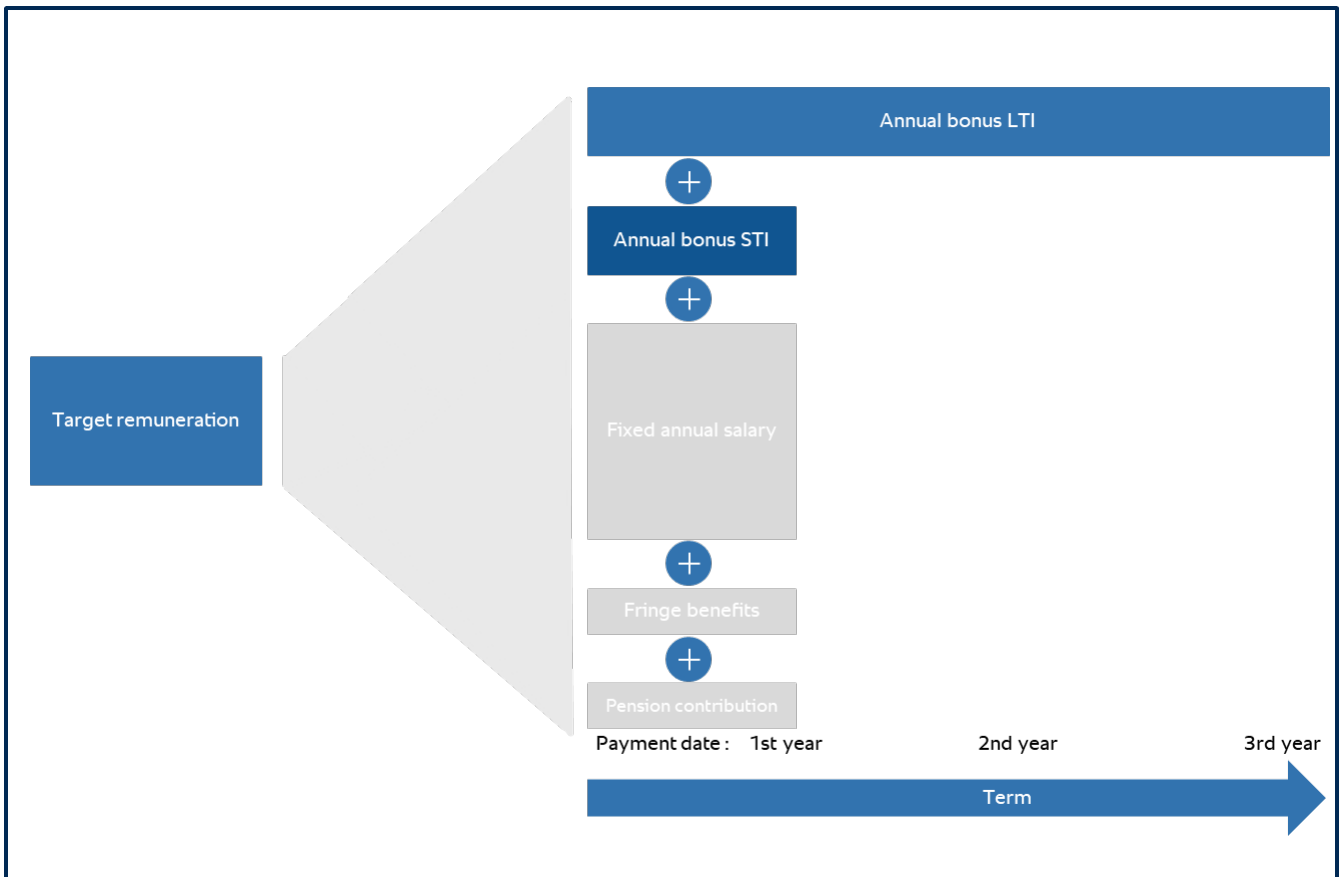 Annual bonus LTI
Annual bonus STI
Target remuneration
Fixed annual salary
Fringe benefits
Pension contribution
Payment date : 1st year 2nd year 3rd year
Term